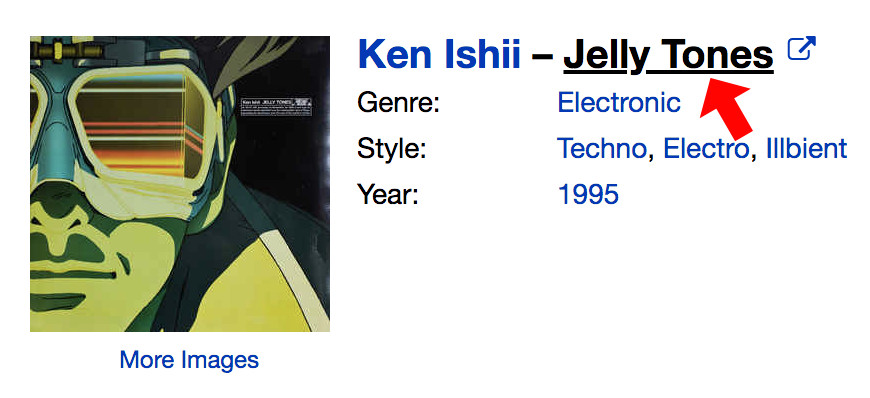 Ken Ishii – Jelly Tones
Genre: Electronic
Style: Techno, Electro, Illbient
Year: 1995
Ken Ishii JELLY TONES
More Images